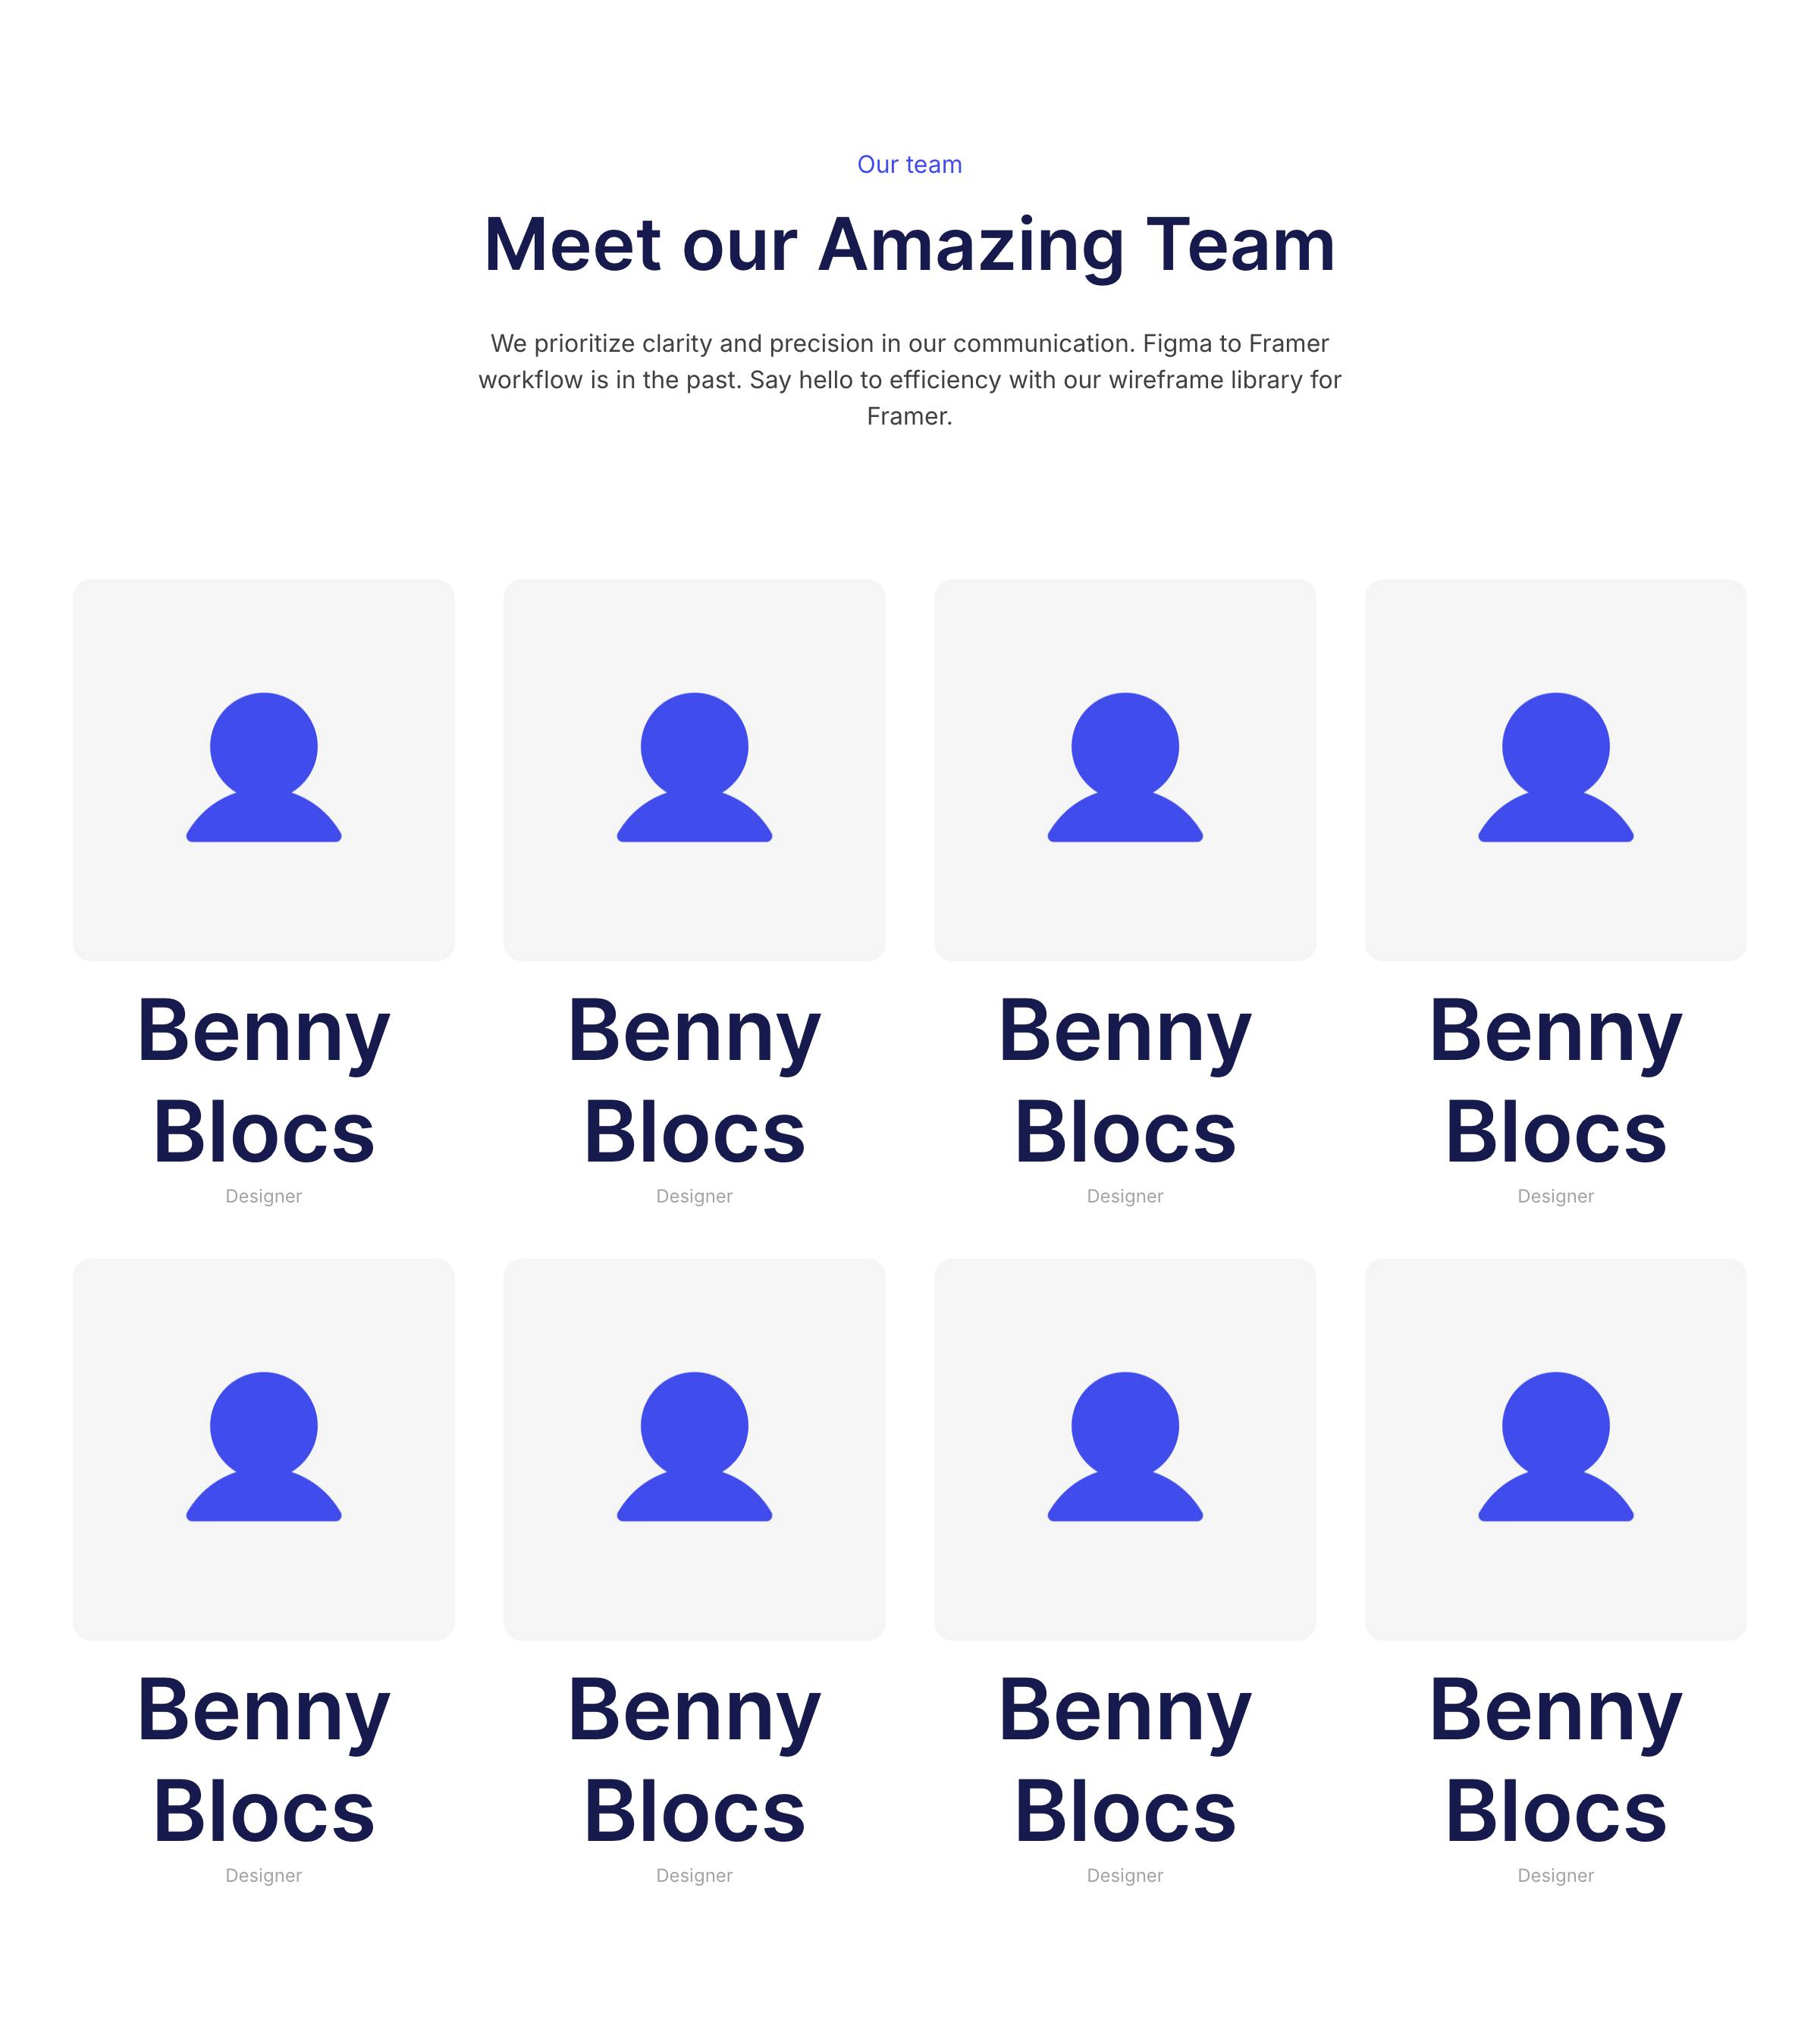 Our team
Meet our Amazing Team
We prioritize clarity and precision in our communication. Figma to Framer
workflow is in the past. Say hello to efficiency with our wireframe library for
Framer.
Benny
Blocs
Designer
Benny
Blocs
Designer
Benny
Blocs
Designer
Benny
Blocs
Designer
Benny
Blocs
Designer
Benny
Blocs
Designer
Benny
Blocs
Designer
Benny
Blocs
Designer